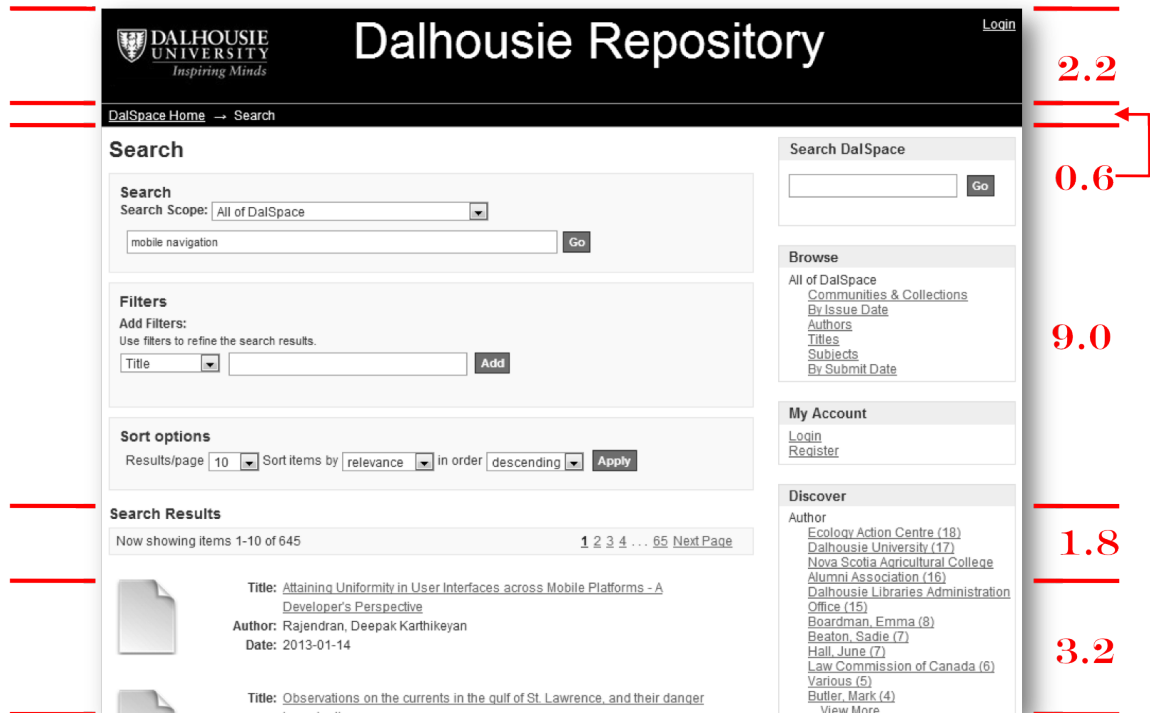 DALHOUSIE
UNIVERSITY
Inspiring Minds
Dalhousie Repository
Login
2.2
DalSpace Home → Search
0.6
Search
Search
Search Scope: All of DalSpace
mobile navigation Go
Filters
Add Filters:
Use filters to refine the search results.
Title Add
Sort options
Results/page 10 Sort items by relevance in order descending Apply
Search Results
Now showing items 1-10 of 645 1 2 3 4 . . . 65 Next Page
Title: Attaining Uniformity in User Interfaces across Mobile Platforms - A
Developer's Perspective
Author: Rajendran, Deepak Karthikeyan
Date: 2013-01-14
Title: Observations on the currents in the gulf of St. Lawrence, and their danger
Search DalSpace
Go
Browse
All of DalSpace
Communities & Collections
By Issue Date
Authors
Titles
Subjects
By Submit Date
My Account
Login
Register
Discover
Author
Ecology Action Centre (18)
Dalhousie University (17)
Nova Scotia Agricultural College
Alumni Association (16)
Dalhousie Libraries Administration
Office (15)
Boardman, Emma (8)
Beaton, Sadie (7)
Hall, June (7)
Law Commission of Canada (6)
Various (5)
Butler, Mark (4)
View More
9.0
1.8
3.2